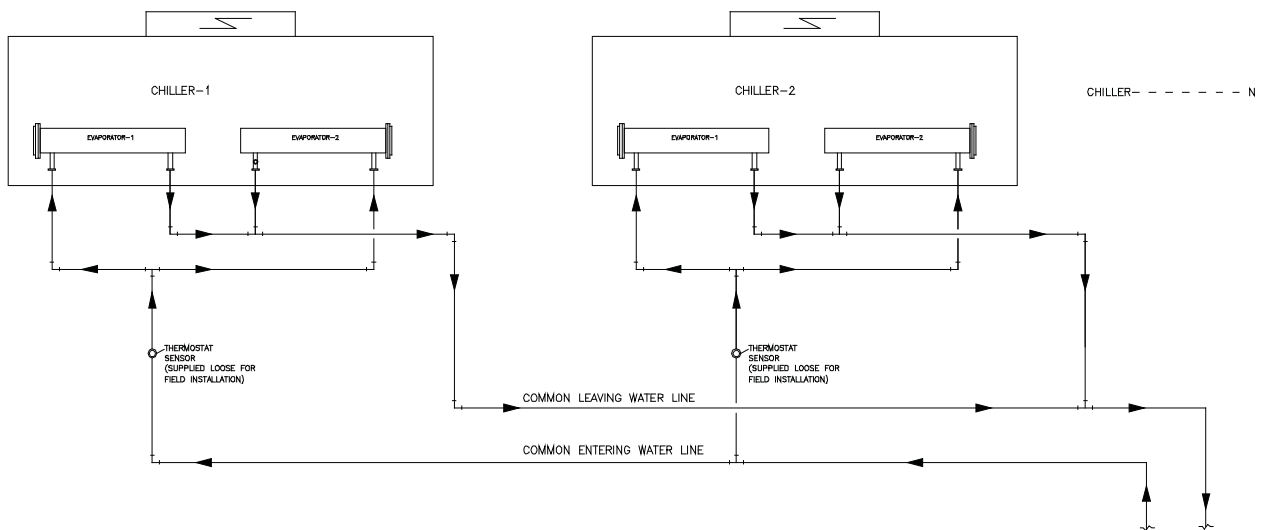 CHILLER-1
CHILLER-2
CHILLER- - - - - - - - N
EVAPORATOR-1
EVAPORATOR-2
EVAPORATOR-1
EVAPORATOR-2
THERMOSTAT
SENSOR
(SUPPLIED LOOSE FOR
FIELD INSTALLATION)
THERMOSTAT
SENSOR
(SUPPLIED LOOSE FOR
FIELD INSTALLATION)
COMMON LEAVING WATER LINE
COMMON ENTERING WATER LINE